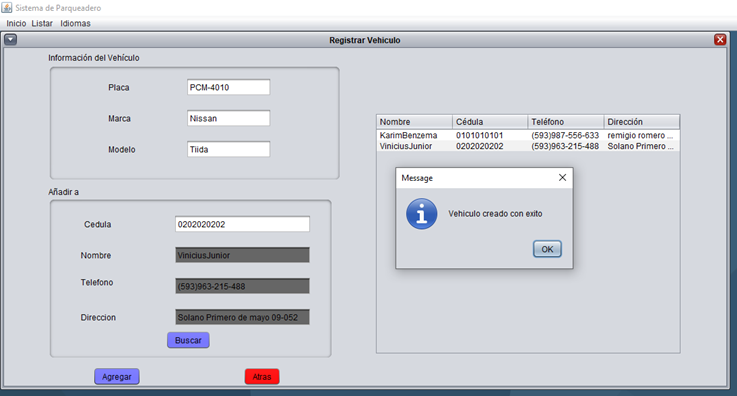 Sistema de Parqueadero
Inicio Listar Idiomas
Registrar Vehiculo
Información del Vehículo
Placa PCM-4010
Marca Nissan
Modelo Tiida
Añadir a
Cedula 0202020202
Nombre ViniciusJunior
Telefono (593)963-215-488
Direccion Solano Primero de mayo 09-052
Buscar
Agregar Atras
Nombre Cédula Teléfono Dirección
KarimBenzema 0101010101 (593)987-556-633 remigio romero ...
ViniciusJunior 0202020202 (593)963-215-488 Solano Primero ...
Message
Vehiculo creado con exito
OK